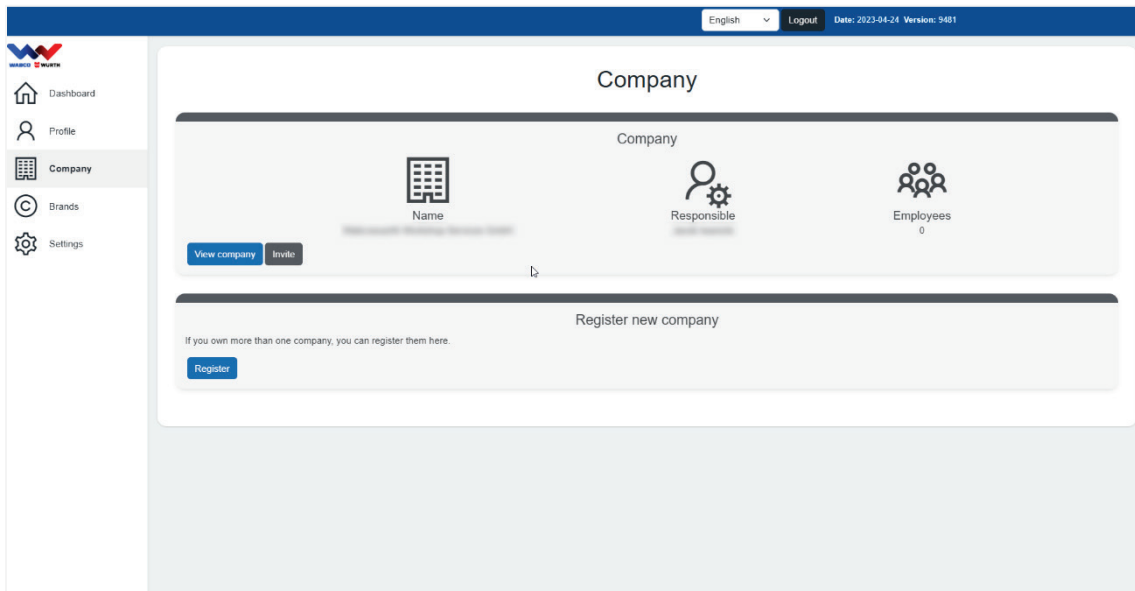 English Logout Date: 2023-04-24 Version: 9481
WABCO WÜRTH
Dashboard
Profile
Company
Brands
Settings
Company
Company
Name Responsible Employees
0
View company Invite
Register new company
If you own more than one company, you can register them here.
Register